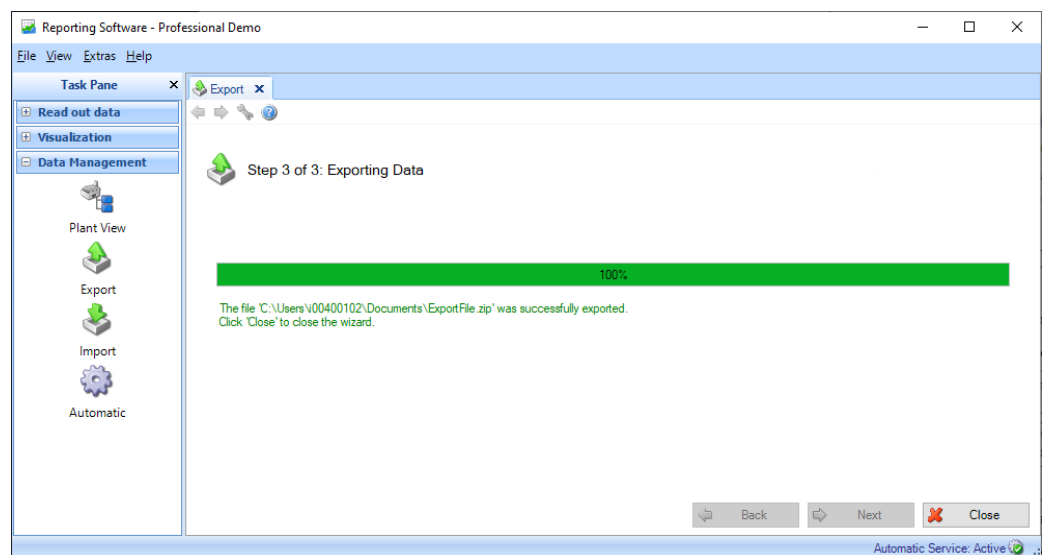 Reporting Software - Professional Demo
File View Extras Help
Task Pane
Export
Read out data
Visualization
Data Management
Plant View
Export
Import
Automatic
Step 3 of 3: Exporting Data
100%
The file 'C:\Users\i00400102\Documents\ExportFile.zip' was successfully exported.
Click 'Close' to close the wizard.
Back Next Close
Automatic Service: Active